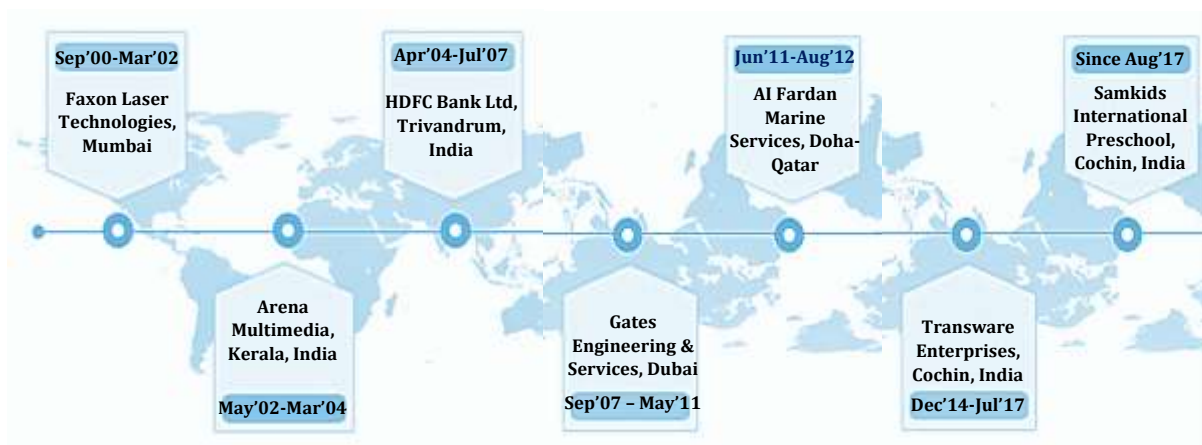 Sep’00-Mar’02
Faxon Laser
Technologies,
Mumbai
Arena
Multimedia,
Kerala, India
May’02-Mar’04
Apr’04-Jul’07
HDFC Bank Ltd,
Trivandrum,
India
Gates
Engineering &
Services, Dubai
Sep’07 – May’11
Jun’11-Aug’12
AI Fardan
Marine
Services, Doha-
Qatar
Transware
Enterprises,
Cochin, India
Dec’14-Jul’17
Since Aug’17
Samkids
International
Preschool,
Cochin, India